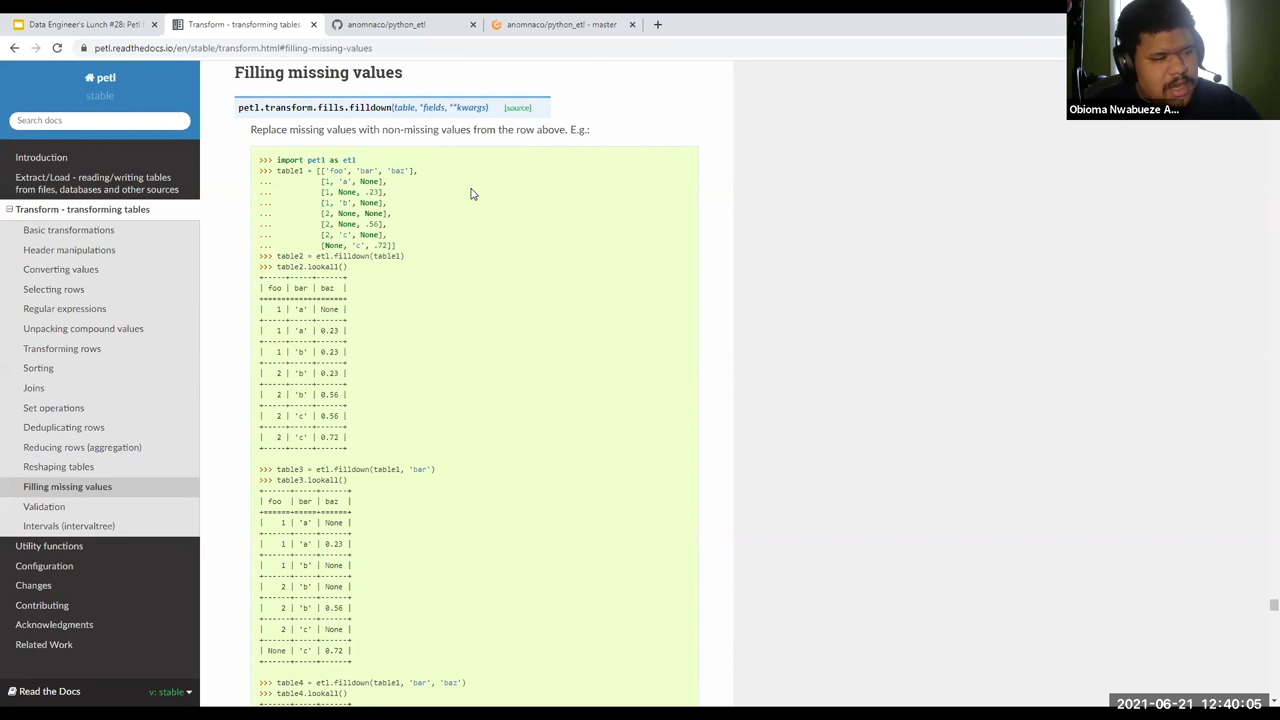 Data Engineer's Lunch #28: Petl f
Transform - transforming tables
anomnaco/python_etl
anomnaco/python_etl - master
petl.readthedocs.io/en/stable/transform.html#filling-missing-values
petl
stable
Search docs
Introduction
Extract/Load - reading/writing tables
from files, databases and other sources
Transform - transforming tables
Basic transformations
Header manipulations
Converting values
Selecting rows
Regular expressions
Unpacking compound values
Transforming rows
Sorting
Joins
Set operations
Deduplicating rows
Reducing rows (aggregation)
Reshaping tables
Filling missing values
Validation
Intervals (intervaltree)
Utility functions
Configuration
Changes
Contributing
Acknowledgments
Related Work
Read the Docs
v: stable
Filling missing values
petl.transform.fills.filldown(table, *fields, **kwargs) [source]
Replace missing values with non-missing values from the row above. E.g.:
>>> import petl as etl
>>> table1 = [['foo', 'bar', 'baz'],
... [1, 'a', None],
... [1, None, .23],
... [1, 'b', None],
... [2, None, None],
... [2, None, .56],
... [2, 'c', None],
... [None, 'c', .72]]
>>> table2 = etl.filldown(table1)
>>> table2.lookall()
+-----+-----+------+
| foo | bar | baz  |
+=====+=====+======+
|   1 | 'a' | None |
+-----+-----+------+
|   1 | 'a' | 0.23 |
+-----+-----+------+
|   1 | 'b' | 0.23 |
+-----+-----+------+
|   2 | 'b' | 0.23 |
+-----+-----+------+
|   2 | 'b' | 0.56 |
+-----+-----+------+
|   2 | 'c' | 0.56 |
+-----+-----+------+
|   2 | 'c' | 0.72 |
+-----+-----+------+
>>> table3 = etl.filldown(table1, 'bar')
>>> table3.lookall()
+------+-----+------+
| foo  | bar | baz  |
+======+=====+======+
|    1 | 'a' | None |
+------+-----+------+
|    1 | 'a' | 0.23 |
+------+-----+------+
|    1 | 'b' | None |
+------+-----+------+
|    2 | 'b' | None |
+------+-----+------+
|    2 | 'b' | 0.56 |
+------+-----+------+
|    2 | 'c' | None |
+------+-----+------+
| None | 'c' | 0.72 |
+------+-----+------+
>>> table4 = etl.filldown(table1, 'bar', 'baz')
>>> table4.lookall()
Obioma Nwabueze A...
2021-06-21 12:40:05